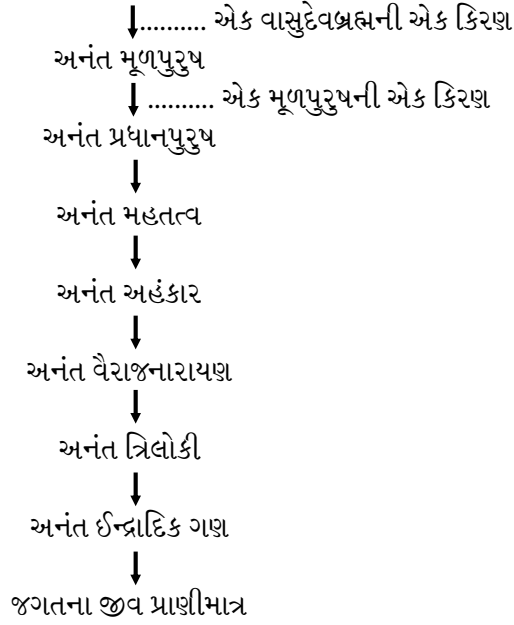 .......... એક વાસુદેવબ્રહ્મની એક કિરણ
અનંત મૂળપુરુષ
.......... એક મૂળપુરુષની એક કિરણ
અનંત પ્રધાનપુરુષ
અનંત મહતત્વ
અનંત અહંકાર
અનંત વૈરાજનારાયણ
અનંત ત્રિલોકી
અનંત ઈન્દ્રાદિક ગણ
જગતના જીવ પ્રાણીમાત્ર